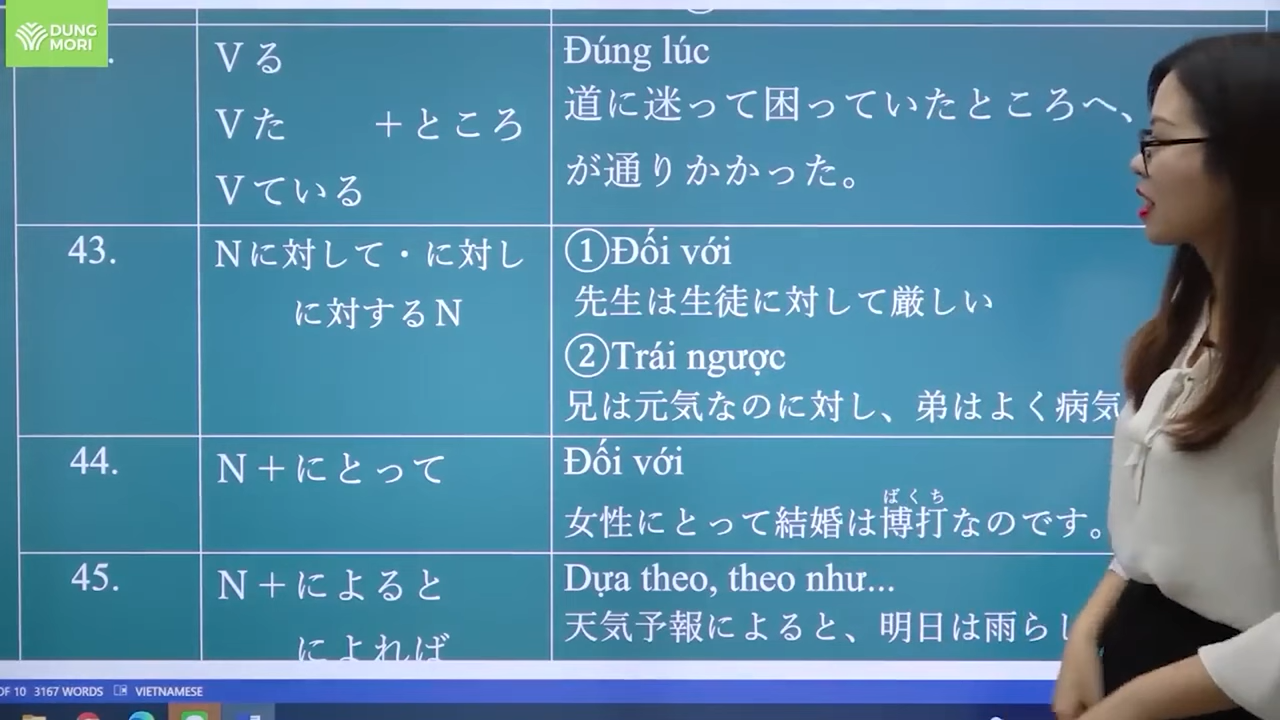 DUNG
MORI
Vる
Vた ＋ところ
Vている
Đúng lúc
道に迷って困っていたところへ、
が通りかかった。
43.
Nに対して・に対し
に対するN
①Đối với
先生は生徒に対して厳しい
②Trái ngược
兄は元気なのに対し、弟はよく病気
44.
N＋にとって
Đối với
ばくち
女性にとって結婚は博打なのです。
45.
N＋によると
によれば
Dựa theo, theo như...
天気予報によると、明日は雨らし
OF 10 3167 WORDS VIETNAMESE